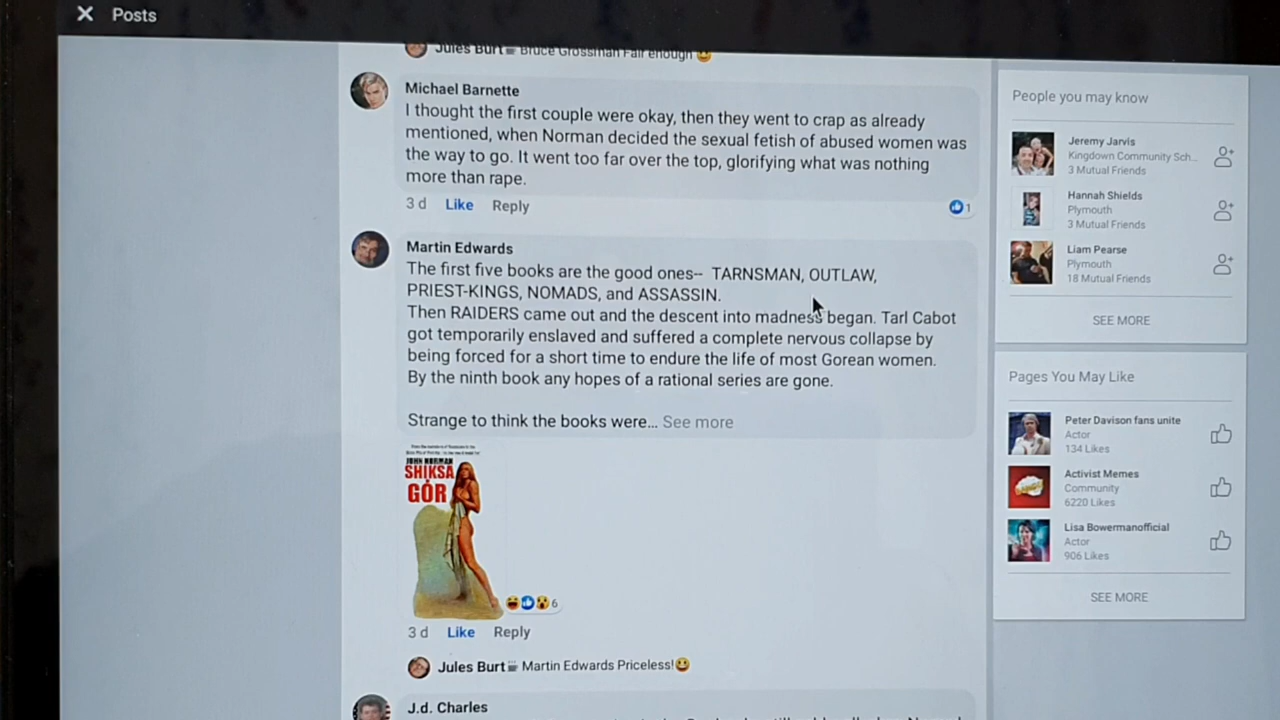 Posts
Jules Burt Bruce Grossman Fair enough
Michael Barnette
I thought the first couple were okay, then they went to crap as already
mentioned, when Norman decided the sexual fetish of abused women was
the way to go. It went too far over the top, glorifying what was nothing
more than rape.
3 d Like Reply
1
Martin Edwards
The first five books are the good ones-- TARNSMAN, OUTLAW,
PRIEST-KINGS, NOMADS, and ASSASSIN.
Then RAIDERS came out and the descent into madness began. Tarl Cabot
got temporarily enslaved and suffered a complete nervous collapse by
being forced for a short time to endure the life of most Gorean women.
By the ninth book any hopes of a rational series are gone.
Strange to think the books were... See more
JOHN NORMAN
SHIKSA
GOR
6
3 d Like Reply
Jules Burt Martin Edwards Priceless!
J.d. Charles
People you may know
Jeremy Jarvis
Kingdown Community Sch...
3 Mutual Friends
Hannah Shields
Plymouth
3 Mutual Friends
Liam Pearse
Plymouth
18 Mutual Friends
SEE MORE
Pages You May Like
Peter Davison fans unite
Actor
134 Likes
Activist Memes
Community
6220 Likes
Lisa Bowermanofficial
Actor
906 Likes
SEE MORE